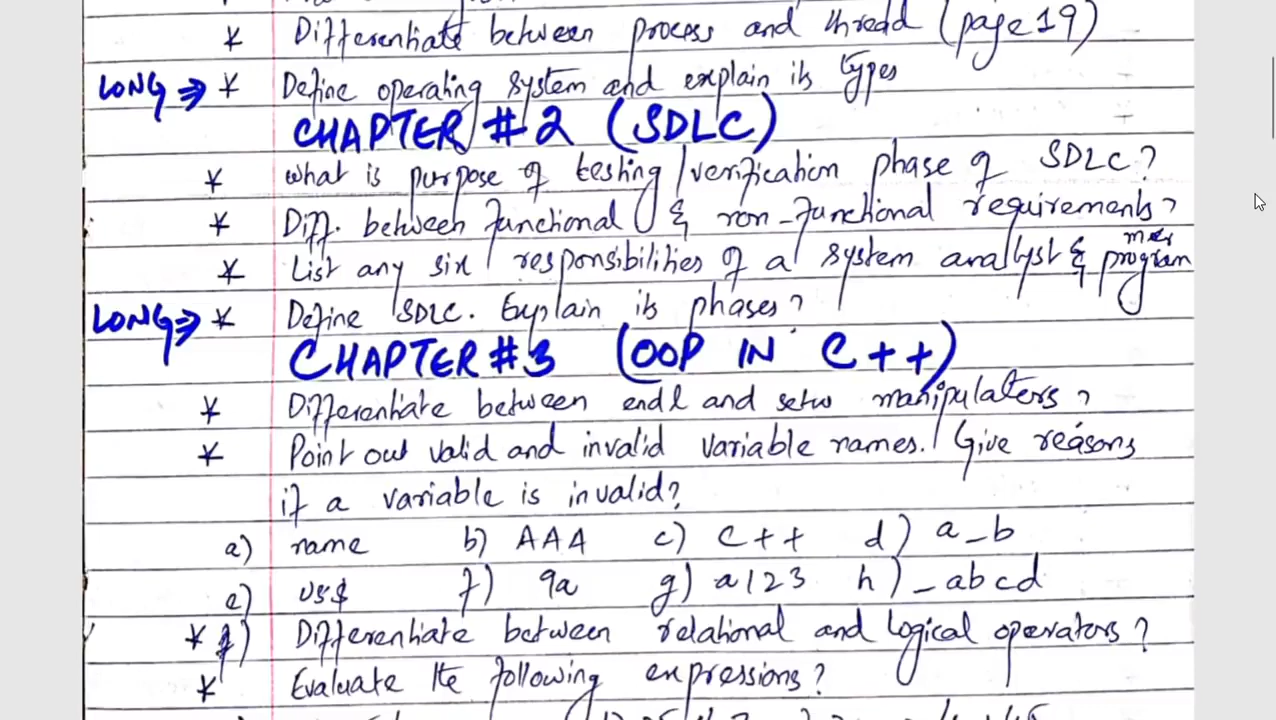 * Differentiate between process and thread (page 19)
LONG ⇒ * Define operating system and explain its types
CHAPTER # 2 (SDLC)
* What is purpose of testing/verification phase of SDLC?
* Diff. between functional & non-functional requirements?
* List any six responsibilities of a system analyst & programmer
LONG ⇒ * Define SDLC. Explain its phases?
CHAPTER # 3 (OOP IN C++)
* Differentiate between endl and setw manipulators?
* Point out valid and invalid variable names. Give reasons
if a variable is invalid?
a) name b) AAA c) C++ d) a_b
e) US$ f) 9a g) a123 h) _abcd
* f) Differentiate between relational and logical operators?
* Evaluate the following expressions?